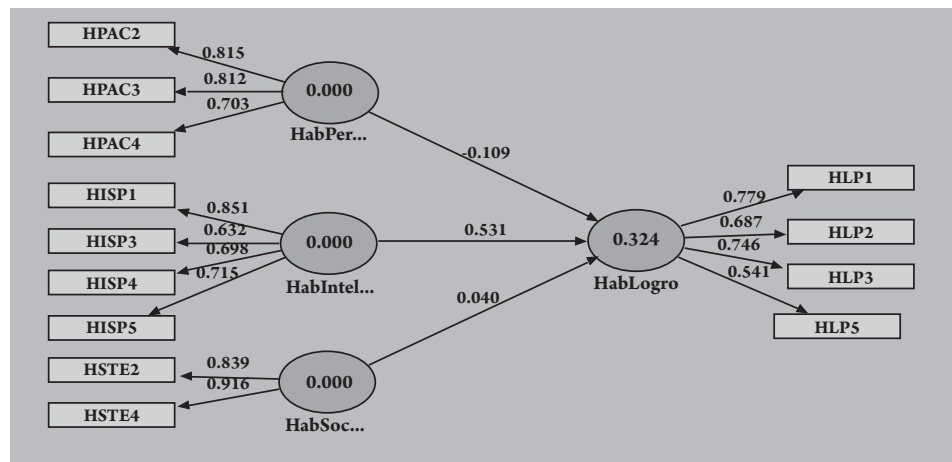 HPAC2
0.815
HPAC3
0.812
0.703
HPAC4
0.000
HabPer...
-0.109
HISP1
0.851
HISP3
0.632
HISP4
0.698
0.715
HISP5
0.000
HabIntel...
0.531
HSTE2
0.839
HSTE4
0.916
0.000
HabSoc...
0.040
0.324
HabLogro
0.779
HLP1
0.687
HLP2
0.746
HLP3
0.541
HLP5